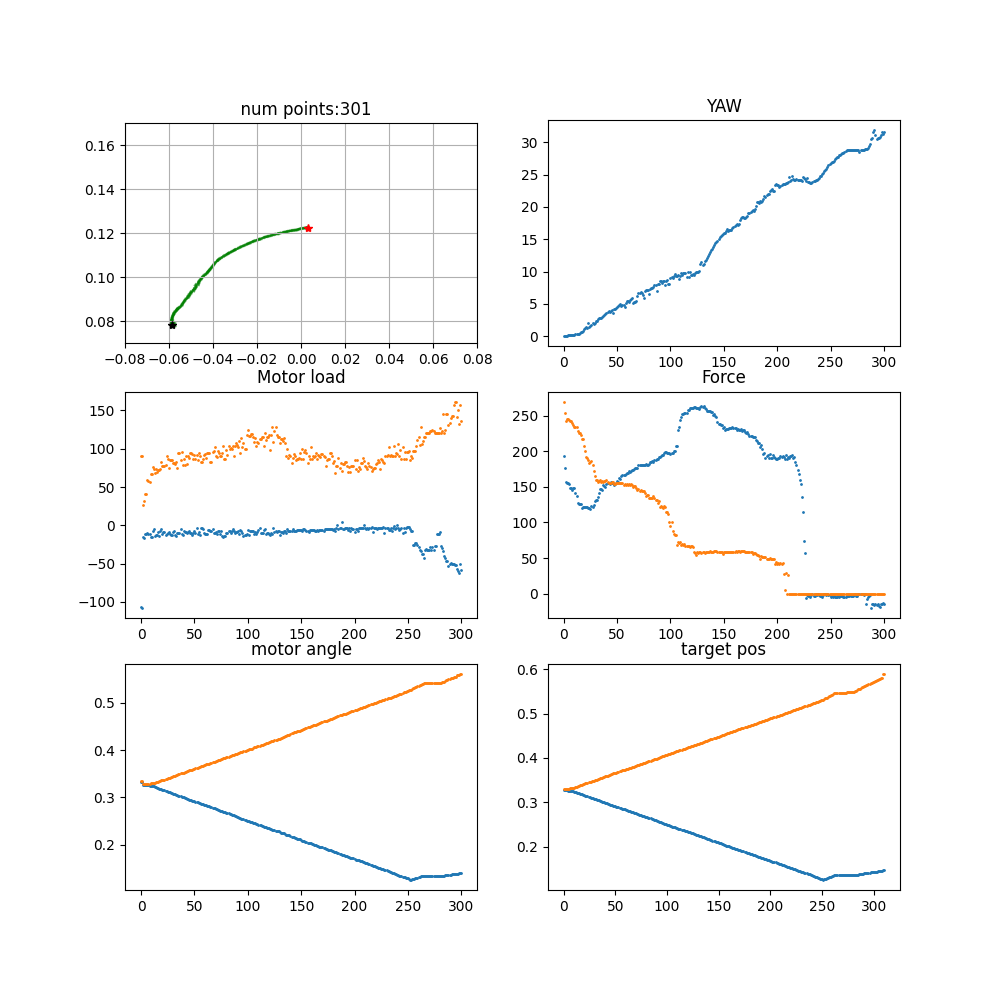 num points:301
0.16
0.14
0.12
0.10
0.08
−0.08 −0.06 −0.04 −0.02 0.00 0.02 0.04 0.06 0.08
YAW
30
25
20
15
10
5
0
0 50 100 150 200 250 300
Motor load
150
100
50
0
−50
−100
0 50 100 150 200 250 300
Force
250
200
150
100
50
0
0 50 100 150 200 250 300
motor angle
0.5
0.4
0.3
0.2
0 50 100 150 200 250 300
target pos
0.6
0.5
0.4
0.3
0.2
0 50 100 150 200 250 300